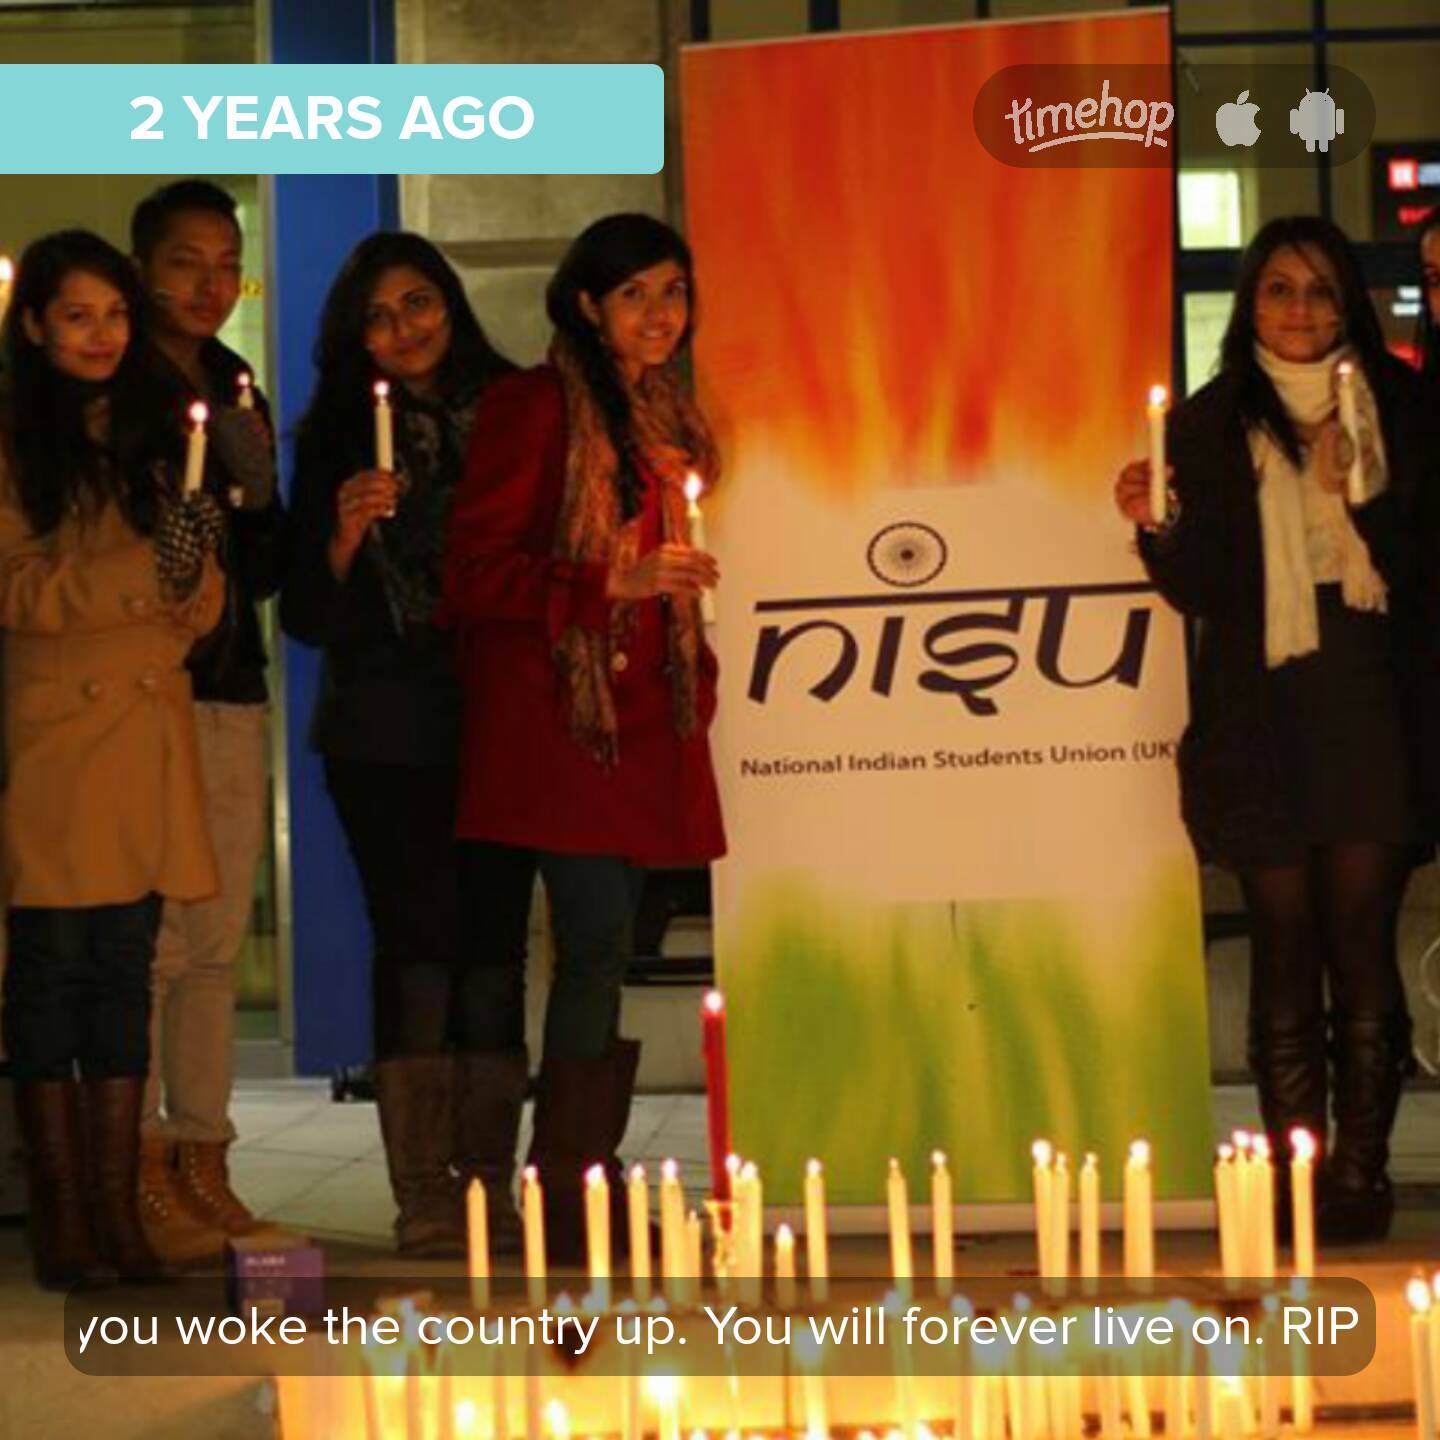 2 YEARS AGO
timehop
nisu
National Indian Students Union (UK)
you woke the country up. You will forever live on. RIP